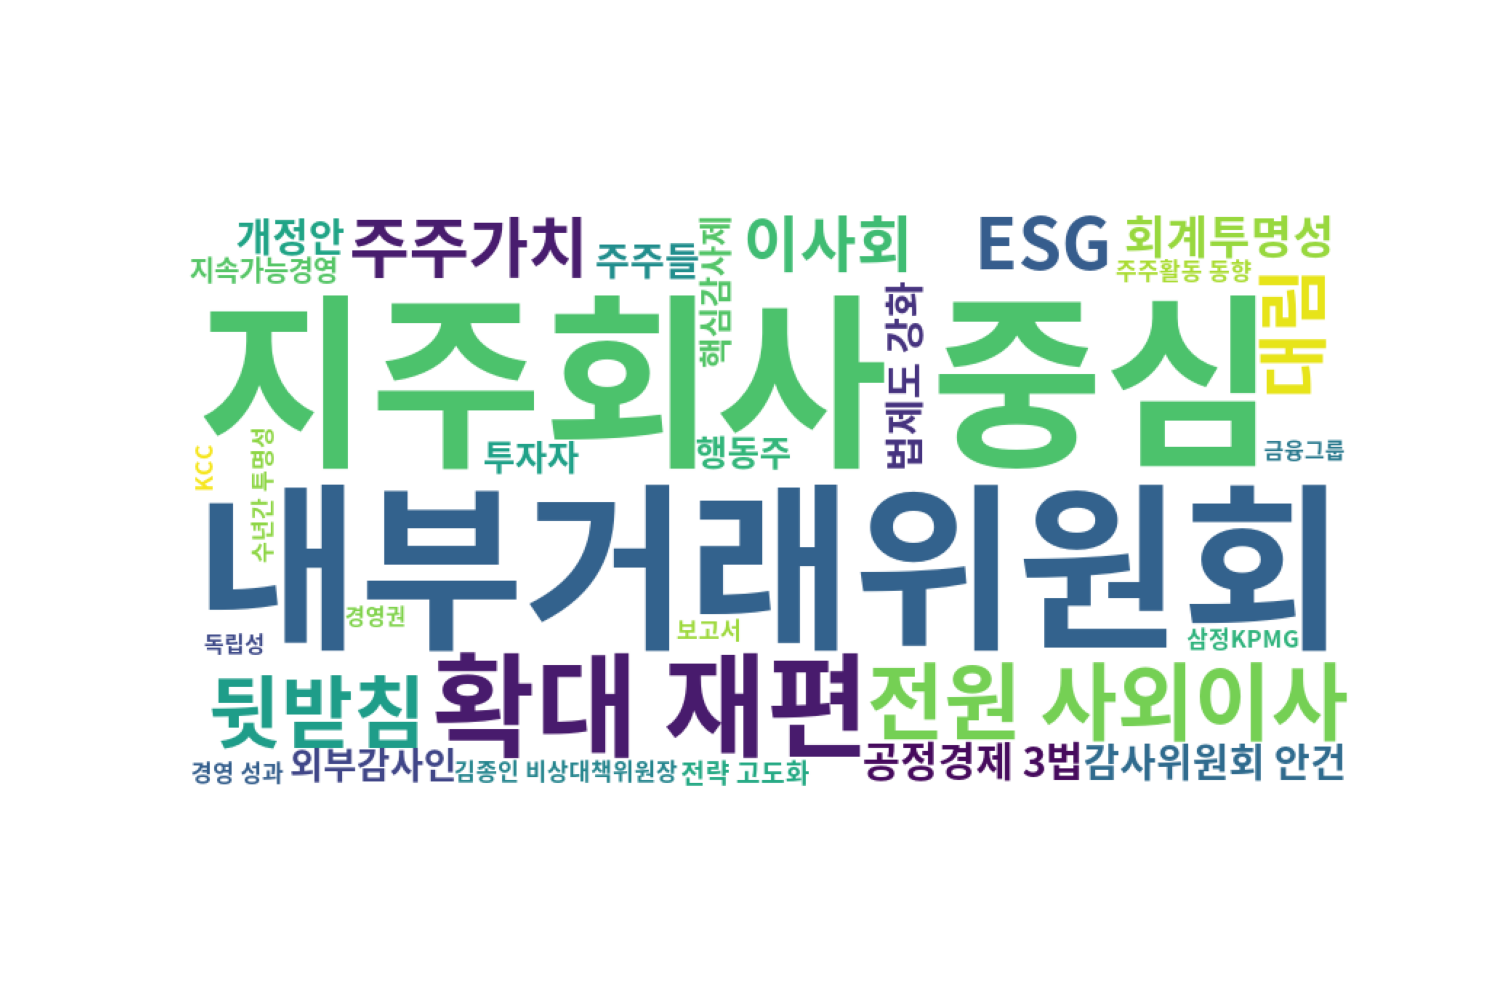 개정안
주주가치
주주들
핵심감사제
이사회
ESG
회계투명성
지속가능경영
주주활동 동향
지주회사 중심
법제도 강화
대림
투자자
행동주
금융그룹
KCC
수년간 투명성
내부거래위원회
경영권
보고서
독립성
삼정KPMG
뒷받침
확대 재편
전원 사외이사
경영 성과
외부감사인
김종인 비상대책위원장
전략 고도화
공정경제 3법
감사위원회 안건